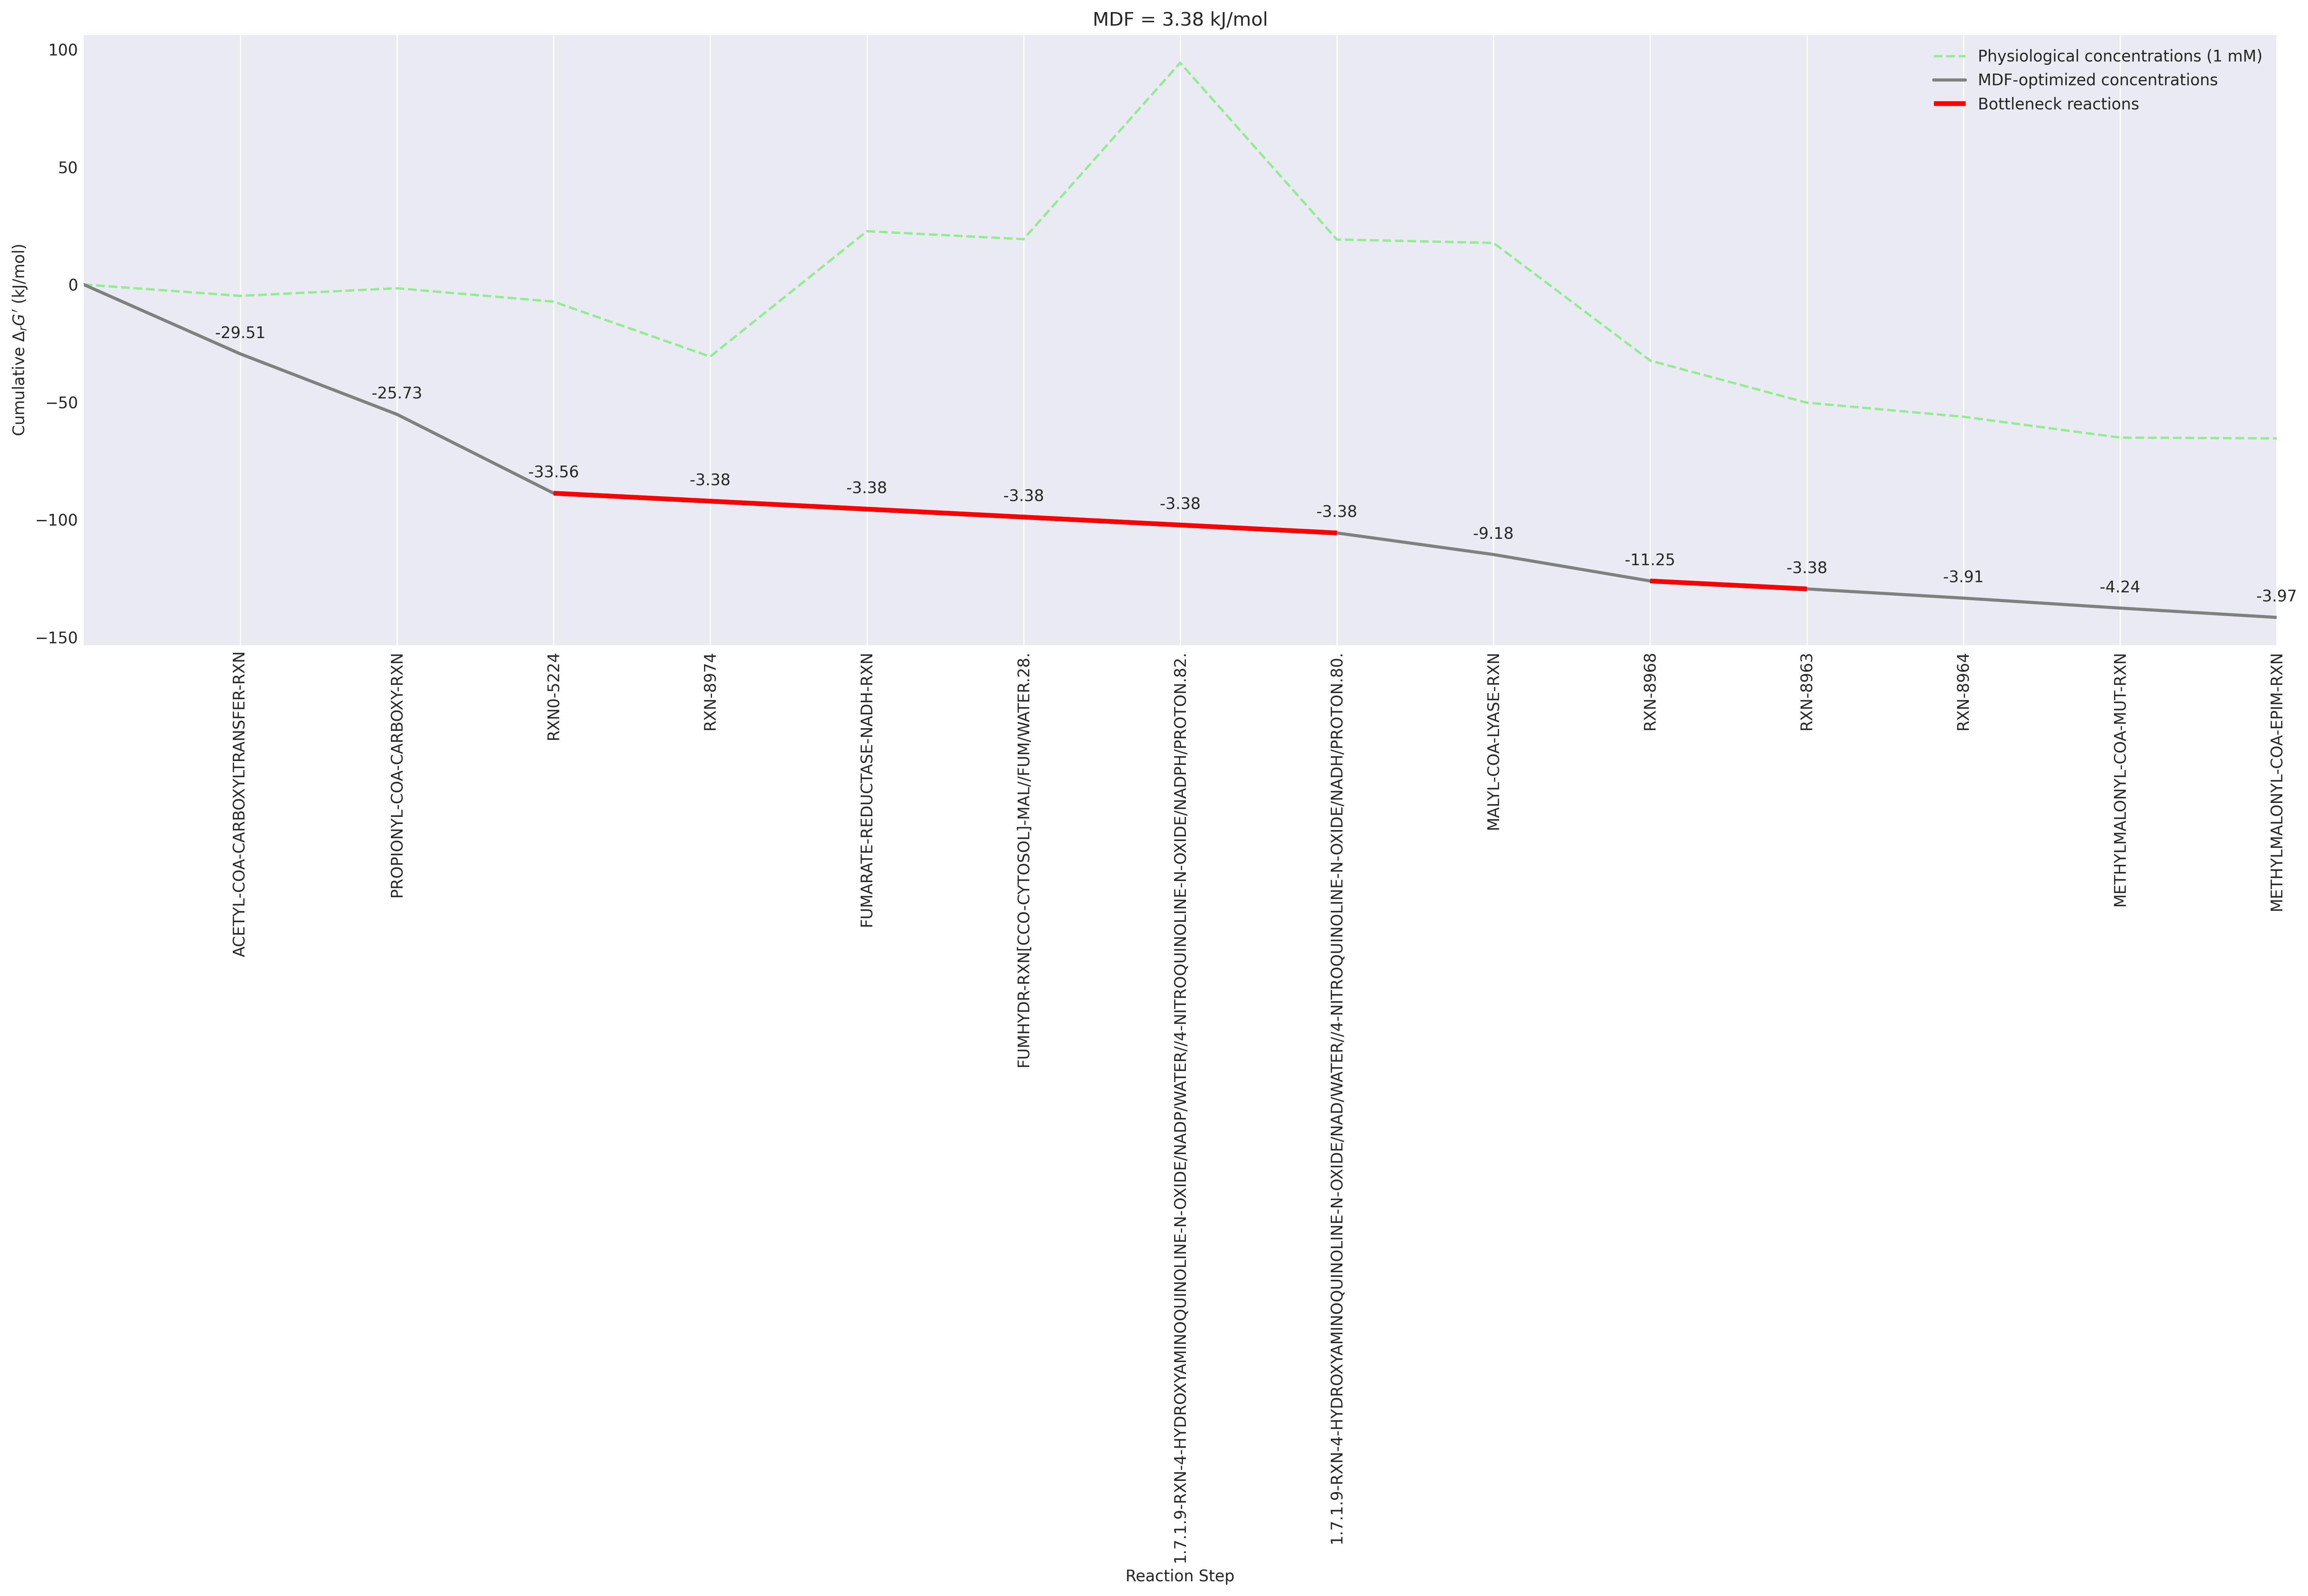 MDF = 3.38 kJ/mol
Physiological concentrations (1 mM)
MDF-optimized concentrations
Bottleneck reactions
Cumulative ΔrG′ (kJ/mol)
100
50
0
−50
−100
−150
-29.51
-25.73
-33.56
-3.38
-3.38
-3.38
-3.38
-3.38
-9.18
-11.25
-3.38
-3.91
-4.24
-3.97
ACETYL-COA-CARBOXYLTRANSFER-RXN
PROPIONYL-COA-CARBOXY-RXN
RXN0-5224
RXN-8974
FUMARATE-REDUCTASE-NADH-RXN
FUMHYDR-RXN[CCO-CYTOSOL]-MAL//FUM/WATER.28.
1.7.1.9-RXN-4-HYDROXYAMINOQUINOLINE-N-OXIDE/NADP/WATER//4-NITROQUINOLINE-N-OXIDE/NADPH/PROTON.82.
1.7.1.9-RXN-4-HYDROXYAMINOQUINOLINE-N-OXIDE/NAD/WATER//4-NITROQUINOLINE-N-OXIDE/NADH/PROTON.80.
MALYL-COA-LYASE-RXN
RXN-8968
RXN-8963
RXN-8964
METHYLMALONYL-COA-MUT-RXN
METHYLMALONYL-COA-EPIM-RXN
Reaction Step